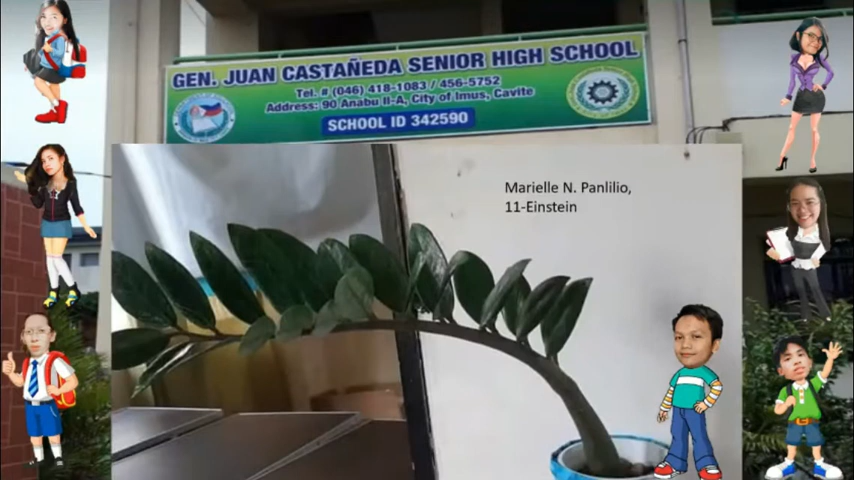 GEN. JUAN CASTAÑEDA SENIOR HIGH SCHOOL
Tel. # (046) 418-1083 / 456-5752
Address: 90 Anabu II-A, City of Imus, Cavite
SCHOOL ID 342590
Marielle N. Panlilio,
11-Einstein